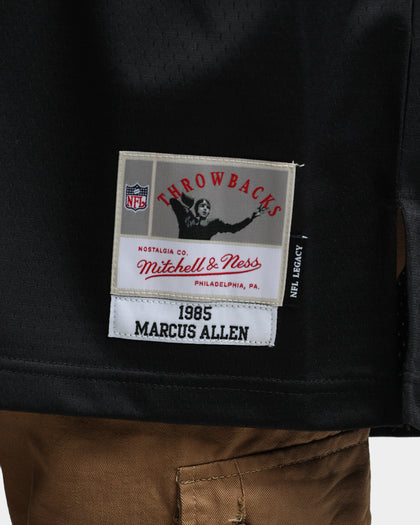 THROWBACKS
NFL
NOSTALGIA CO.
Mitchell & Ness
PHILADELPHIA, PA.
NFL LEGACY
1985
MARCUS ALLEN